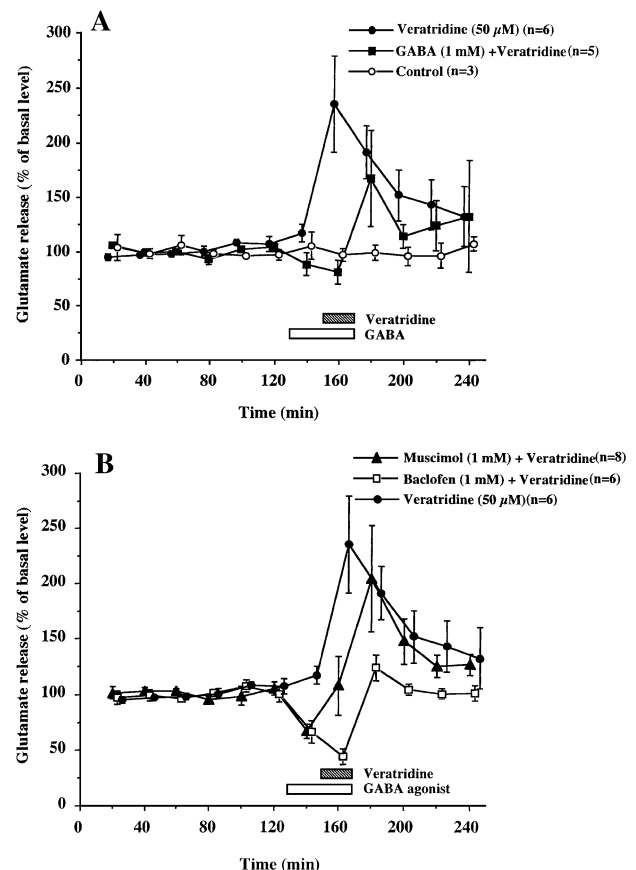 A
Veratridine (50 µM) (n=6)
GABA (1 mM) +Veratridine(n=5)
Control (n=3)
Glutamate release (% of basal level)
300
250
200
150
100
50
0
Veratridine
GABA
0 40 80 120 160 200 240
Time (min)
B
Muscimol (1 mM) + Veratridine(n=8)
Baclofen (1 mM) + Veratridine(n=6)
Veratridine (50 µM)(n=6)
Glutamate release (% of basal level)
300
250
200
150
100
50
0
Veratridine
GABA agonist
0 40 80 120 160 200 240
Time (min)